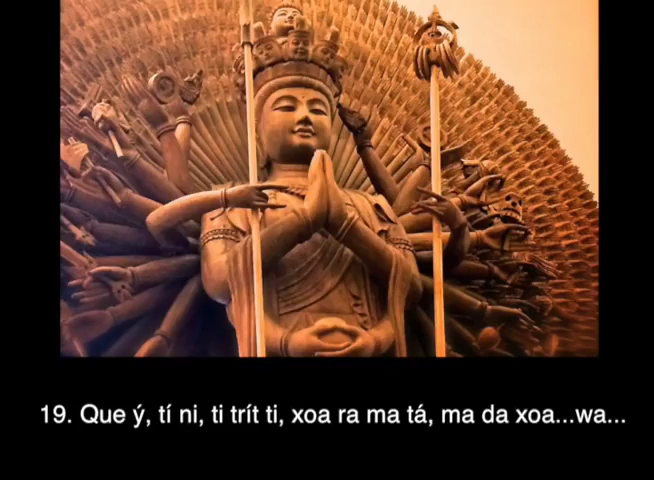 19. Que ý, tí ni, ti trít ti, xoa ra ma tá, ma da xoa...wa...